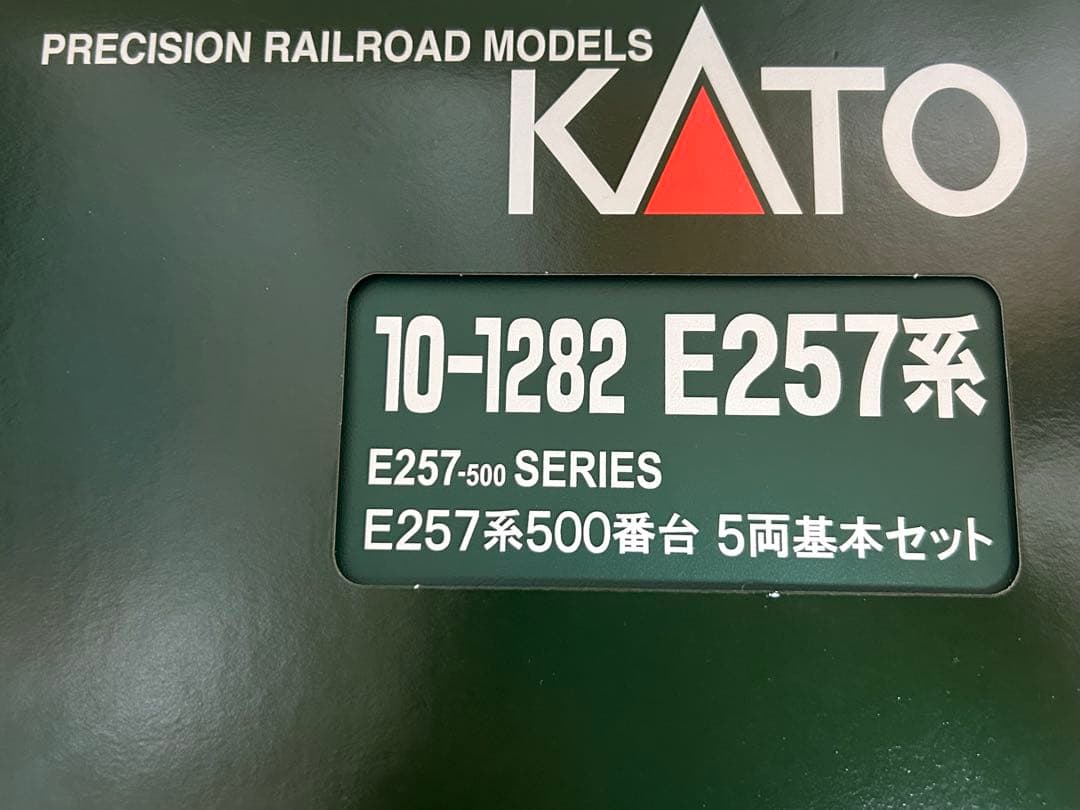 PRECISION RAILROAD MODELS
KATO
10-1282 E257系
E257-500 SERIES
E257系500番台 5両基本セット